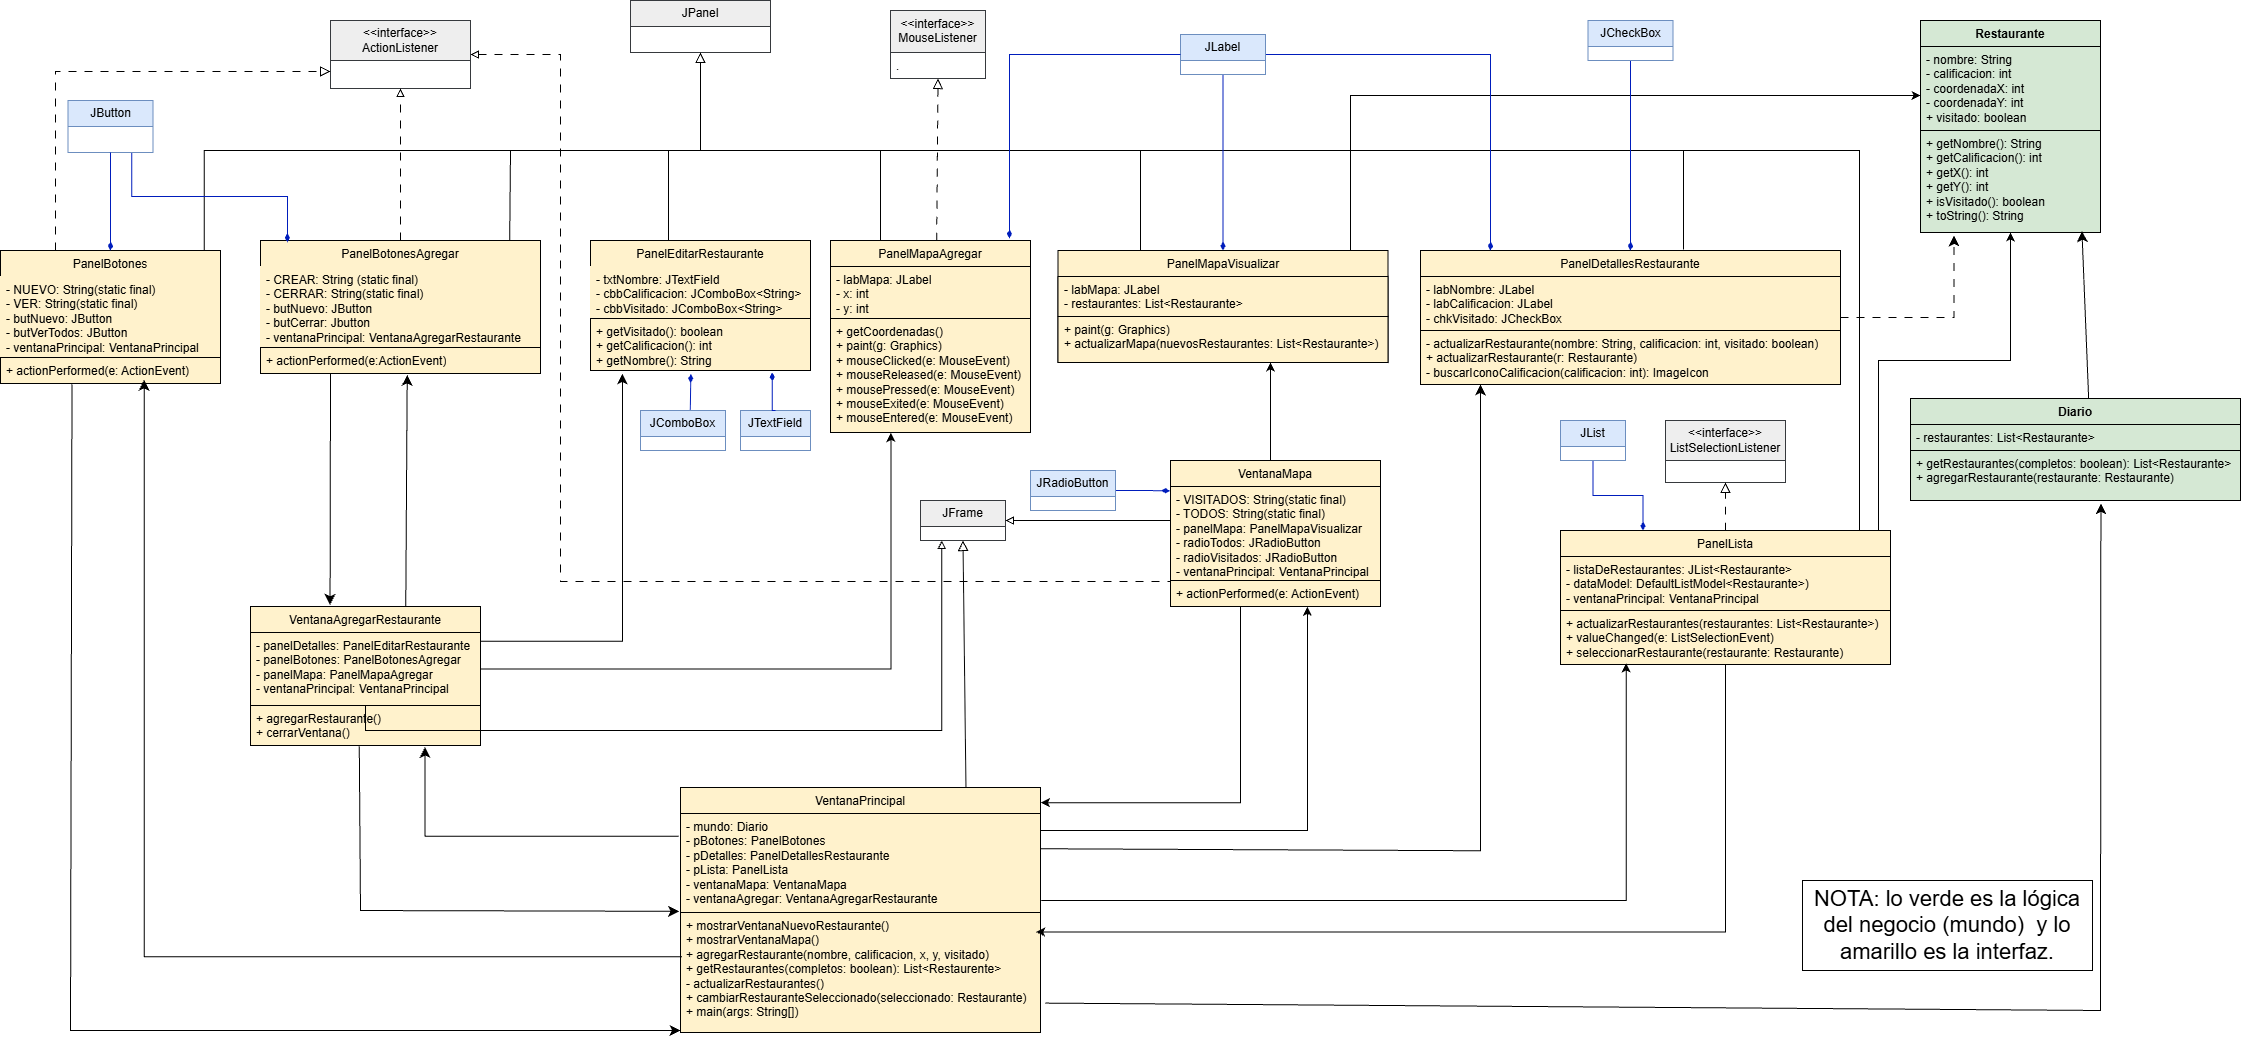 <<interface>>
ActionListener
JPanel
<<interface>>
MouseListener
.
JLabel
JCheckBox
Restaurante
- nombre: String
- calificacion: int
- coordenadaX: int
- coordenadaY: int
+ visitado: boolean
+ getNombre(): String
+ getCalificacion(): int
+ getX(): int
+ getY(): int
+ isVisitado(): boolean
+ toString(): String
JButton
PanelBotones
- NUEVO: String(static final)
- VER: String(static final)
- butNuevo: JButton
- butVerTodos: JButton
- ventanaPrincipal: VentanaPrincipal
+ actionPerformed(e: ActionEvent)
PanelBotonesAgregar
- CREAR: String (static final)
- CERRAR: String(static final)
- butNuevo: JButton
- butCerrar: Jbutton
- ventanaPrincipal: VentanaAgregarRestaurante
+ actionPerformed(e:ActionEvent)
PanelEditarRestaurante
- txtNombre: JTextField
- cbbCalificacion: JComboBox<String>
- cbbVisitado: JComboBox<String>
+ getVisitado(): boolean
+ getCalificacion(): int
+ getNombre(): String
JComboBox
JTextField
PanelMapaAgregar
- labMapa: JLabel
- x: int
- y: int
+ getCoordenadas()
+ paint(g: Graphics)
+ mouseClicked(e: MouseEvent)
+ mouseReleased(e: MouseEvent)
+ mousePressed(e: MouseEvent)
+ mouseExited(e: MouseEvent)
+ mouseEntered(e: MouseEvent)
PanelMapaVisualizar
- labMapa: JLabel
- restaurantes: List<Restaurante>
+ paint(g: Graphics)
+ actualizarMapa(nuevosRestaurantes: List<Restaurante>)
PanelDetallesRestaurante
- labNombre: JLabel
- labCalificacion: JLabel
- chkVisitado: JCheckBox
- actualizarRestaurante(nombre: String, calificacion: int, visitado: boolean)
+ actualizarRestaurante(r: Restaurante)
- buscarIconoCalificacion(calificacion: int): ImageIcon
Diario
- restaurantes: List<Restaurante>
+ getRestaurantes(completos: boolean): List<Restaurante>
+ agregarRestaurante(restaurante: Restaurante)
JList
<<interface>>
ListSelectionListener
JRadioButton
JFrame
VentanaMapa
- VISITADOS: String(static final)
- TODOS: String(static final)
- panelMapa: PanelMapaVisualizar
- radioTodos: JRadioButton
- radioVisitados: JRadioButton
- ventanaPrincipal: VentanaPrincipal
+ actionPerformed(e: ActionEvent)
PanelLista
- listaDeRestaurantes: JList<Restaurante>
- dataModel: DefaultListModel<Restaurante>)
- ventanaPrincipal: VentanaPrincipal
+ actualizarRestaurantes(restaurantes: List<Restaurante>)
+ valueChanged(e: ListSelectionEvent)
+ seleccionarRestaurante(restaurante: Restaurante)
VentanaAgregarRestaurante
- panelDetalles: PanelEditarRestaurante
- panelBotones: PanelBotonesAgregar
- panelMapa: PanelMapaAgregar
- ventanaPrincipal: VentanaPrincipal
+ agregarRestaurante()
+ cerrarVentana()
VentanaPrincipal
- mundo: Diario
- pBotones: PanelBotones
- pDetalles: PanelDetallesRestaurante
- pLista: PanelLista
- ventanaMapa: VentanaMapa
- ventanaAgregar: VentanaAgregarRestaurante
+ mostrarVentanaNuevoRestaurante()
+ mostrarVentanaMapa()
+ agregarRestaurante(nombre, calificacion, x, y, visitado)
+ getRestaurantes(completos: boolean): List<Restaurente>
- actualizarRestaurantes()
+ cambiarRestauranteSeleccionado(seleccionado: Restaurante)
+ main(args: String[])
NOTA: lo verde es la lógica
del negocio (mundo) y lo
amarillo es la interfaz.